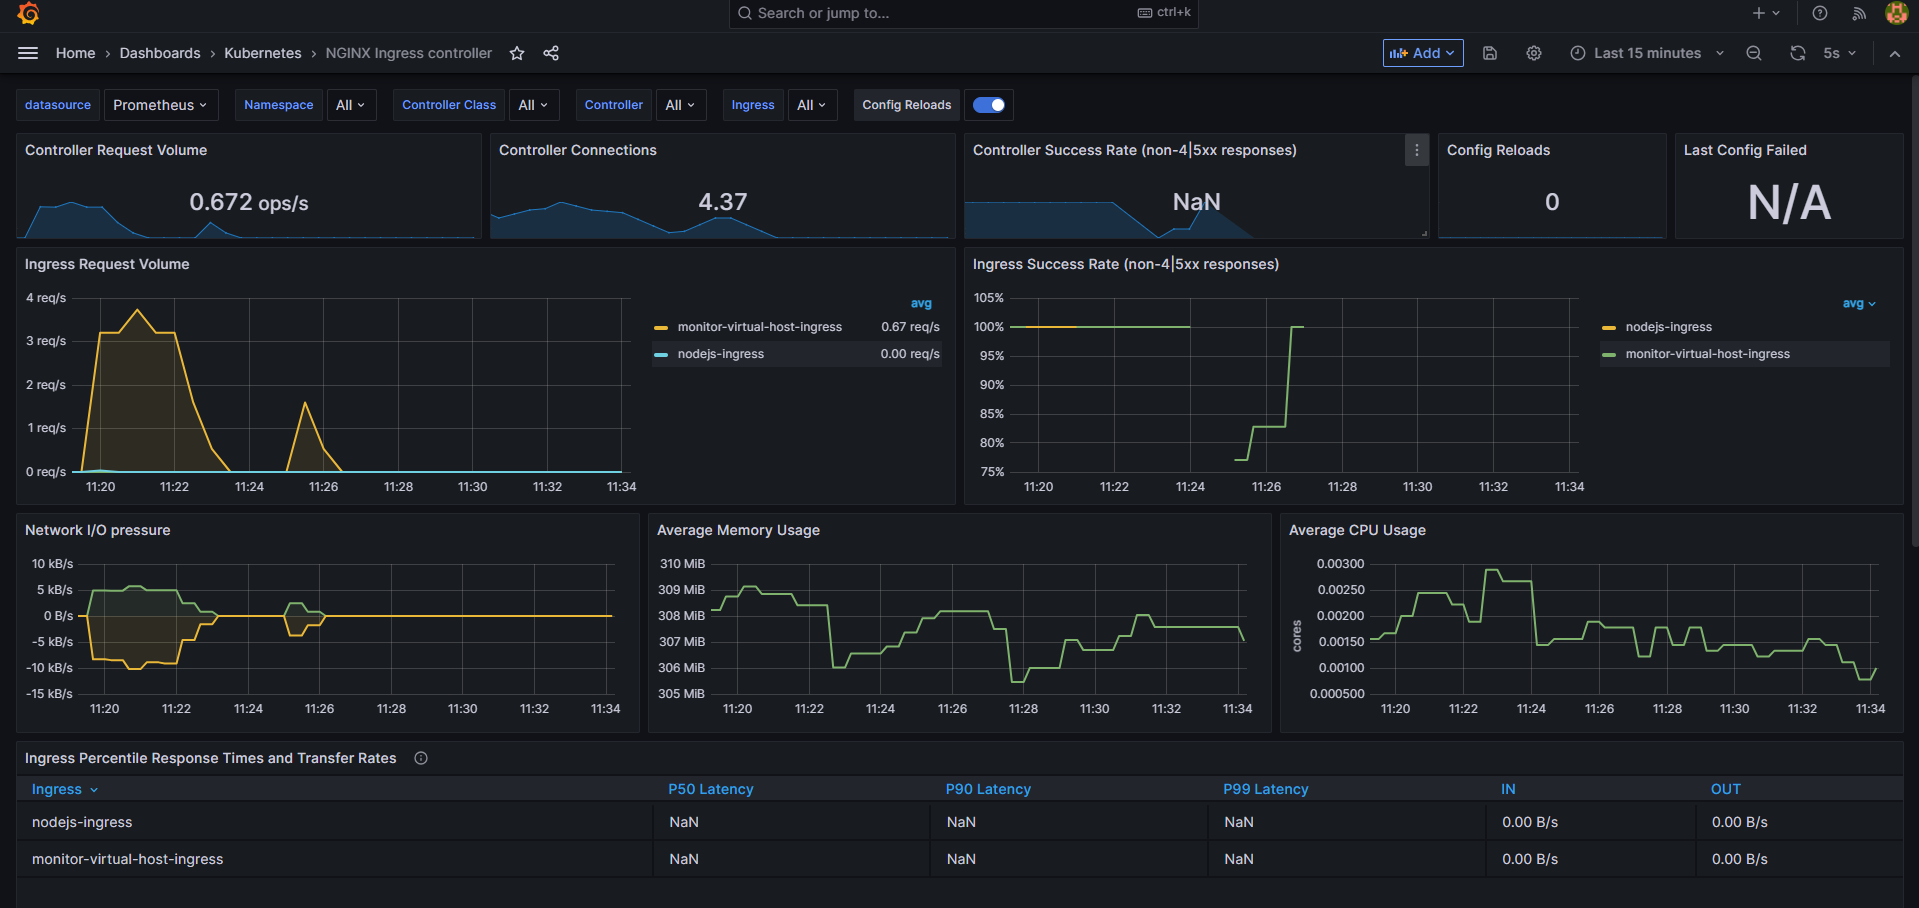 Search or jump to... ctrl+k
Home › Dashboards › Kubernetes › NGINX Ingress controller Add Last 15 minutes 5s
datasource Prometheus Namespace All Controller Class All Controller All Ingress All Config Reloads
Controller Request Volume
0.672 ops/s
Controller Connections
4.37
Controller Success Rate (non-4|5xx responses)
NaN
Config Reloads
0
Last Config Failed
N/A
Ingress Request Volume
4 req/s
3 req/s
2 req/s
1 req/s
0 req/s
11:20 11:22 11:24 11:26 11:28 11:30 11:32 11:34
avg
monitor-virtual-host-ingress 0.67 req/s
nodejs-ingress 0.00 req/s
Ingress Success Rate (non-4|5xx responses)
105%
100%
95%
90%
85%
80%
75%
11:20 11:22 11:24 11:26 11:28 11:30 11:32 11:34
avg
nodejs-ingress
monitor-virtual-host-ingress
Network I/O pressure
10 kB/s
5 kB/s
0 B/s
-5 kB/s
-10 kB/s
-15 kB/s
11:20 11:22 11:24 11:26 11:28 11:30 11:32 11:34
Average Memory Usage
310 MiB
309 MiB
308 MiB
307 MiB
306 MiB
305 MiB
11:20 11:22 11:24 11:26 11:28 11:30 11:32 11:34
Average CPU Usage
cores
0.00300
0.00250
0.00200
0.00150
0.00100
0.000500
11:20 11:22 11:24 11:26 11:28 11:30 11:32 11:34
Ingress Percentile Response Times and Transfer Rates
Ingress P50 Latency P90 Latency P99 Latency IN OUT
nodejs-ingress NaN NaN NaN 0.00 B/s 0.00 B/s
monitor-virtual-host-ingress NaN NaN NaN 0.00 B/s 0.00 B/s